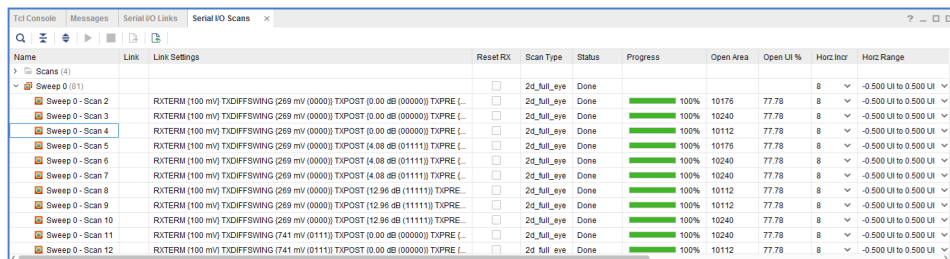 Tcl Console Messages Serial I/O Links Serial I/O Scans × ? _
Name Link Link Settings Reset RX Scan Type Status Progress Open Area Open UI % Horz Incr Horz Range
Scans (4)
Sweep 0 (81) 2d_full_eye Done 8 -0.500 UI to 0.500 UI
Sweep 0 - Scan 2 RXTERM {100 mV} TXDIFFSWING {269 mV (0000)} TXPOST {0.00 dB (00000)} TXPRE {... 2d_full_eye Done 100% 10176 77.78 8 -0.500 UI to 0.500 UI
Sweep 0 - Scan 3 RXTERM {100 mV} TXDIFFSWING {269 mV (0000)} TXPOST {0.00 dB (00000)} TXPRE {... 2d_full_eye Done 100% 10240 77.78 8 -0.500 UI to 0.500 UI
Sweep 0 - Scan 4 RXTERM {100 mV} TXDIFFSWING {269 mV (0000)} TXPOST {0.00 dB (00000)} TXPRE {... 2d_full_eye Done 100% 10112 77.78 8 -0.500 UI to 0.500 UI
Sweep 0 - Scan 5 RXTERM {100 mV} TXDIFFSWING {269 mV (0000)} TXPOST {4.08 dB (01111)} TXPRE {... 2d_full_eye Done 100% 10176 77.78 8 -0.500 UI to 0.500 UI
Sweep 0 - Scan 6 RXTERM {100 mV} TXDIFFSWING {269 mV (0000)} TXPOST {4.08 dB (01111)} TXPRE {... 2d_full_eye Done 100% 10240 77.78 8 -0.500 UI to 0.500 UI
Sweep 0 - Scan 7 RXTERM {100 mV} TXDIFFSWING {269 mV (0000)} TXPOST {4.08 dB (01111)} TXPRE {... 2d_full_eye Done 100% 10240 77.78 8 -0.500 UI to 0.500 UI
Sweep 0 - Scan 8 RXTERM {100 mV} TXDIFFSWING {269 mV (0000)} TXPOST {12.96 dB (11111)} TXPRE... 2d_full_eye Done 100% 10112 77.78 8 -0.500 UI to 0.500 UI
Sweep 0 - Scan 9 RXTERM {100 mV} TXDIFFSWING {269 mV (0000)} TXPOST {12.96 dB (11111)} TXPRE... 2d_full_eye Done 100% 10112 77.78 8 -0.500 UI to 0.500 UI
Sweep 0 - Scan 10 RXTERM {100 mV} TXDIFFSWING {269 mV (0000)} TXPOST {12.96 dB (11111)} TXPRE... 2d_full_eye Done 100% 10240 77.78 8 -0.500 UI to 0.500 UI
Sweep 0 - Scan 11 RXTERM {100 mV} TXDIFFSWING {741 mV (0111)} TXPOST {0.00 dB (00000)} TXPRE {... 2d_full_eye Done 100% 10240 77.78 8 -0.500 UI to 0.500 UI
Sweep 0 - Scan 12 RXTERM {100 mV} TXDIFFSWING {741 mV (0111)} TXPOST {0.00 dB (00000)} TXPRE {... 2d_full_eye Done 100% 10112 77.78 8 -0.500 UI to 0.500 UI